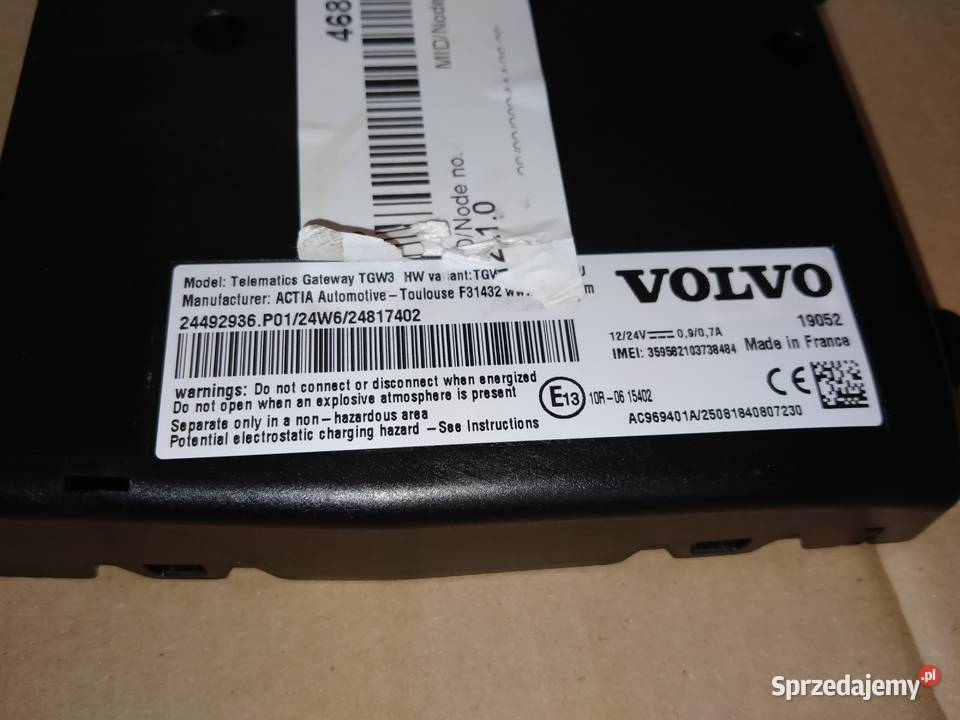 468
MID/Node
D/Node no.
Model: Telematics Gateway TGW3 HW variant:TGW
Manufacturer: ACTIA Automotive – Toulouse F31432
24492936.P01/24W6/24817402
VOLVO
12/24V 0,9/0,7A 19052
IMEI: 359582103738484 Made in France
warnings: Do not connect or disconnect when energized
Do not open when an explosive atmosphere is present
Separate only in a non – hazardous area
Potential electrostatic charging hazard – See Instructions
E13 10R-06 15402
CE
AC969401A/25081840807230
Sprzedajemy.pl